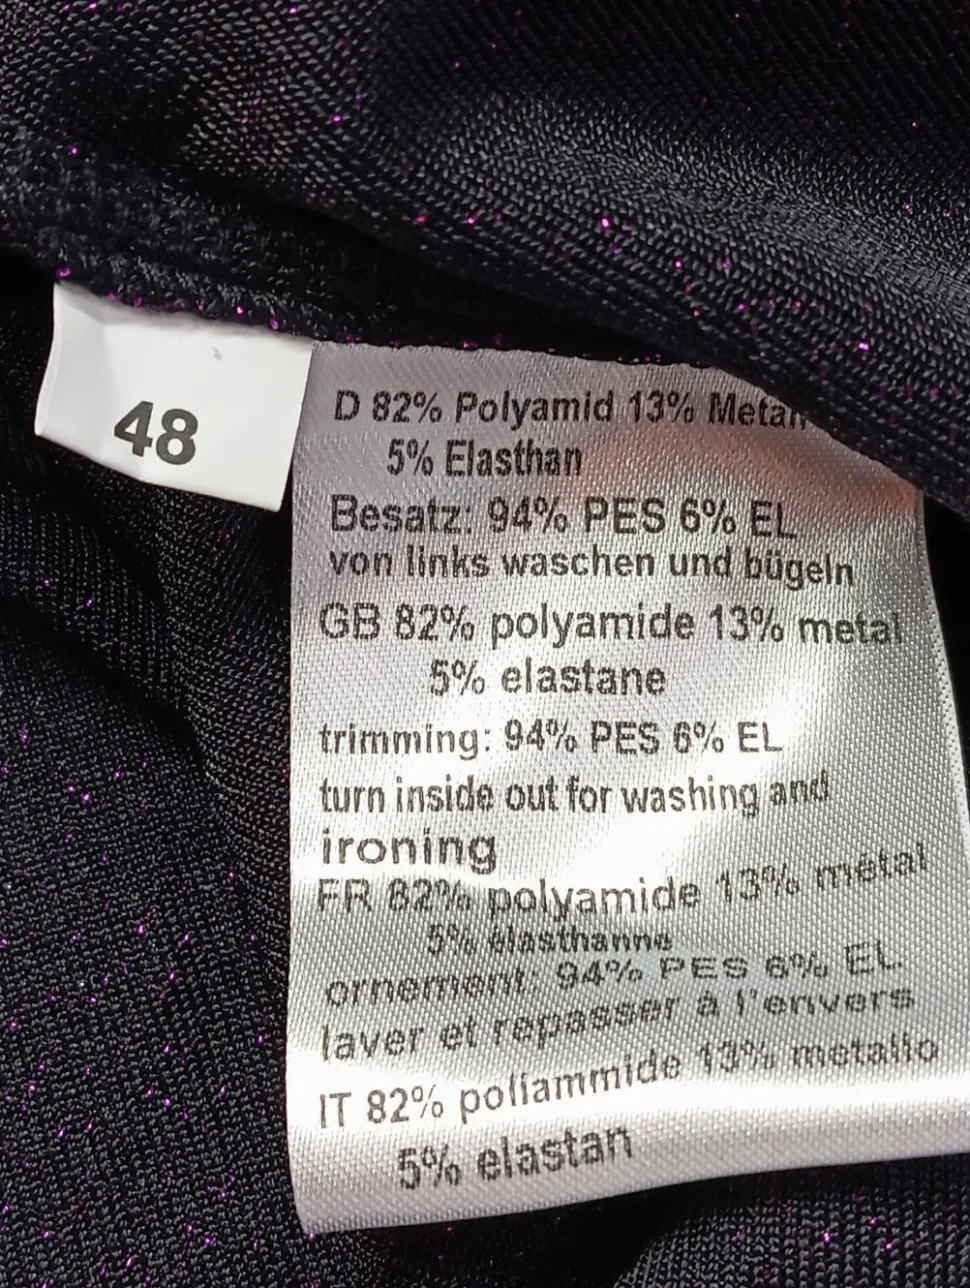 48
D 82% Polyamid 13%
5% Elasthan
Besatz: 94% PES 6% EL
von links waschen und bügeln
GB 82% polyamide 13% metal
5% elastane
trimming: 94% PES 6% EL
turn inside out for washing and
ironing
FR 82% polyamide 13% métal
5% élasthanne
ornement: 94% PES 6% EL
laver et repasser à l'envers
IT 82% poliammide 13% metallo
5% elastan